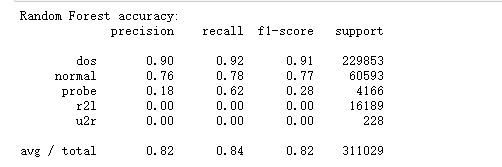 Random Forest accuracy:
precision recall f1-score support
dos 0.90 0.92 0.91 229853
normal 0.76 0.78 0.77 60593
probe 0.18 0.62 0.28 4166
r2l 0.00 0.00 0.00 16189
u2r 0.00 0.00 0.00 228
avg / total 0.82 0.84 0.82 311029